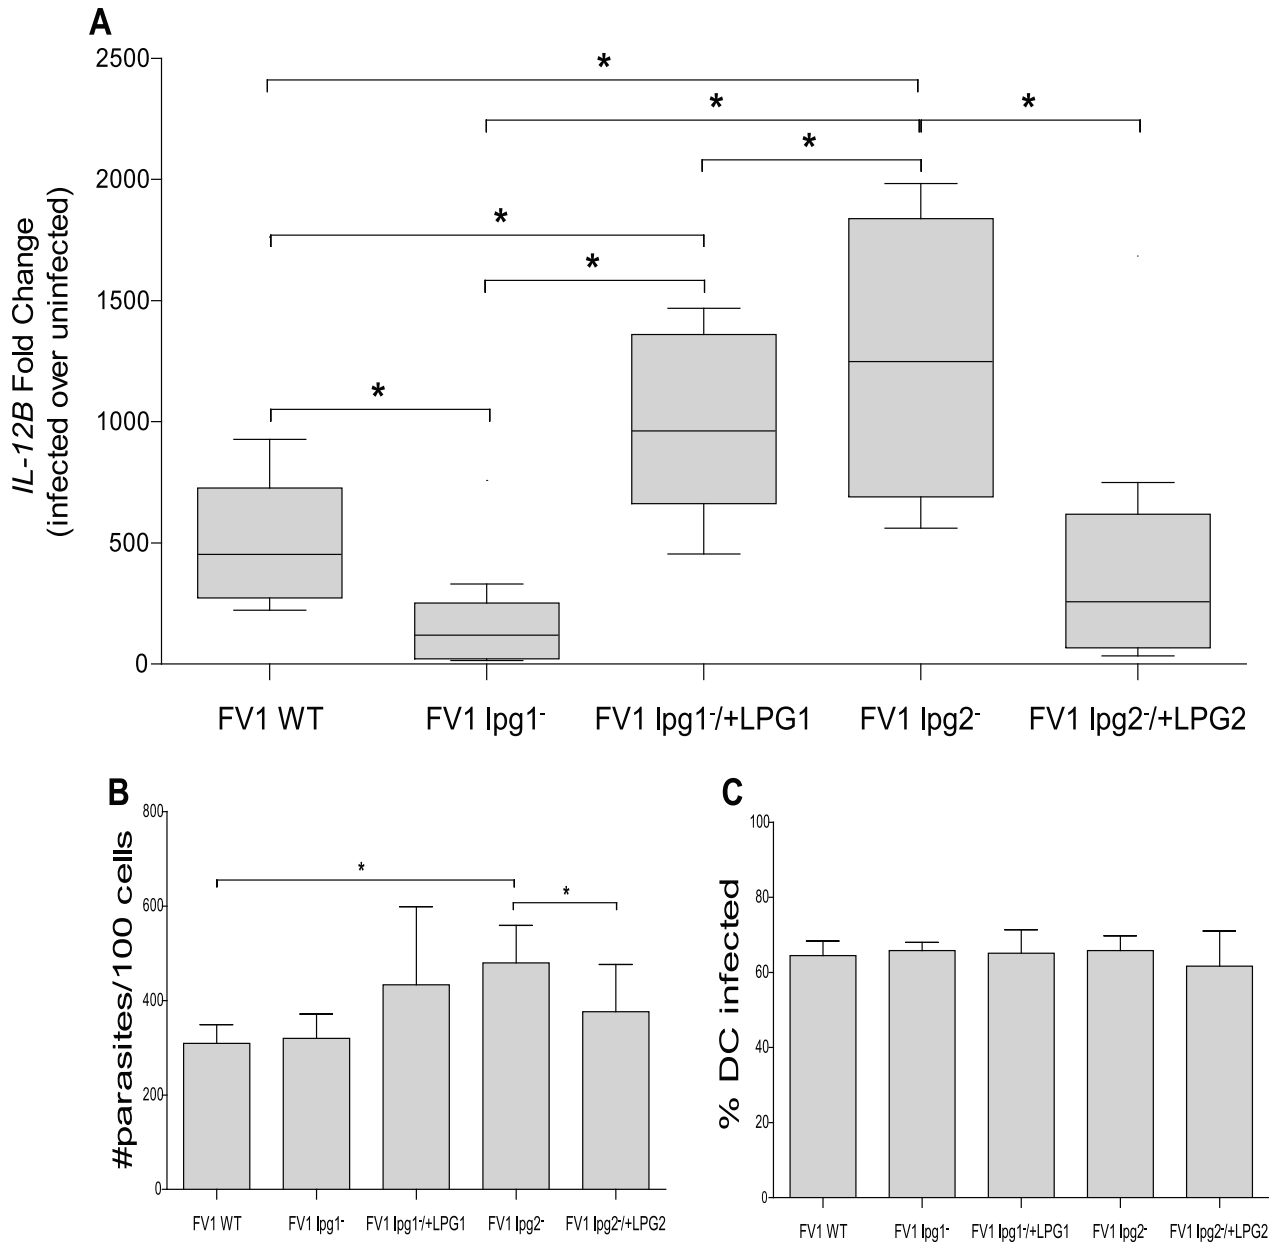 A
2500
2000
1500
1000
500
0
IL-12B Fold Change
(infected over uninfected)
*
*
*
*
*
*
*
FV1 WT
FV1 lpg1-
FV1 lpg1-/+LPG1
FV1 lpg2-
FV1 lpg2-/+LPG2
B
800
600
400
200
0
#parasites/100 cells
*
*
FV1 WT
FV1 lpg1-
FV1 lpg1-/+LPG1
FV1 lpg2-
FV1 lpg2-/+LPG2
C
100
80
60
40
20
0
% DC infected
FV1 WT
FV1 lpg1-
FV1 lpg1-/+LPG1
FV1 lpg2-
FV1 lpg2-/+LPG2